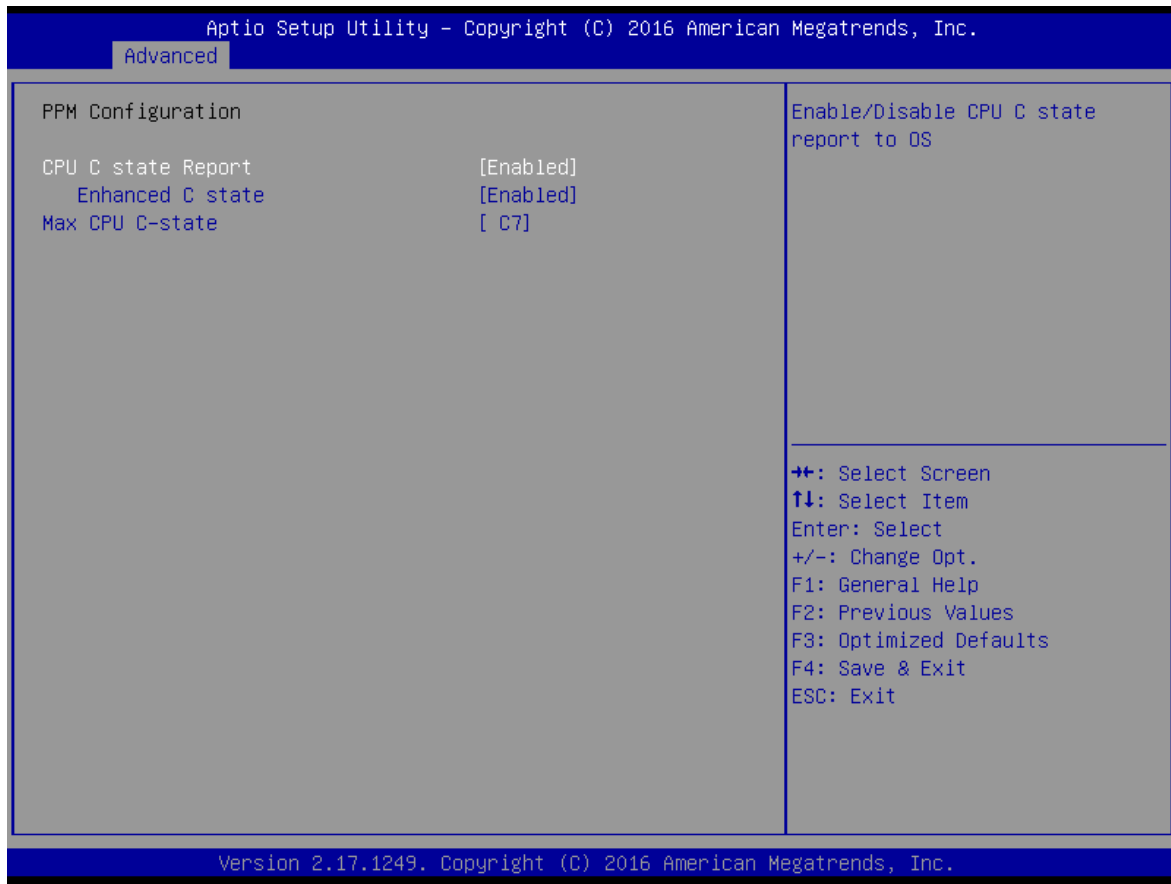 Aptio Setup Utility – Copyright (C) 2016 American Megatrends, Inc.
Advanced
PPM Configuration
CPU C state Report [Enabled]
Enhanced C state [Enabled]
Max CPU C-state [ C7]
Enable/Disable CPU C state
report to OS
→←: Select Screen
↑↓: Select Item
Enter: Select
+/-: Change Opt.
F1: General Help
F2: Previous Values
F3: Optimized Defaults
F4: Save & Exit
ESC: Exit
Version 2.17.1249. Copyright (C) 2016 American Megatrends, Inc.